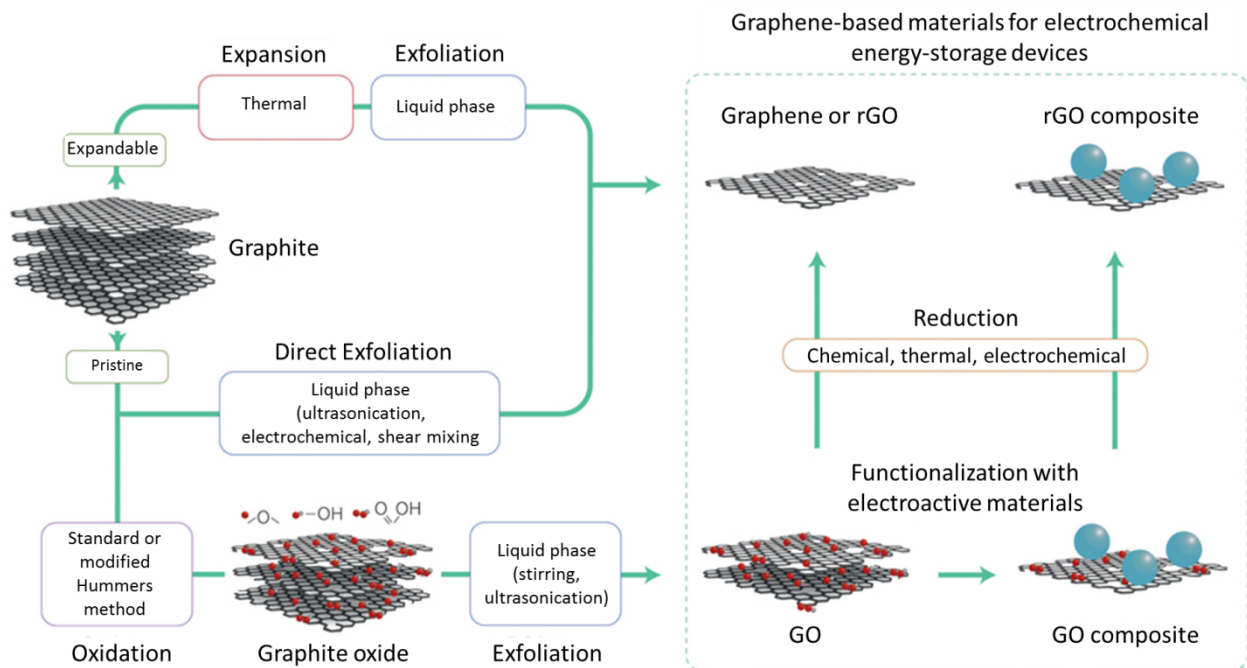 Graphene-based materials for electrochemical
energy-storage devices
Expansion
Exfoliation
Thermal
Liquid phase
Expandable
Graphite
Pristine
Direct Exfoliation
Liquid phase
(ultrasonication,
electrochemical, shear mixing
Standard or
modified
Hummers
method
Oxidation
O
OH
O
OH
Graphite oxide
Liquid phase
(stirring,
ultrasonication)
Exfoliation
Graphene or rGO
rGO composite
Reduction
Chemical, thermal, electrochemical
Functionalization with
electroactive materials
GO
GO composite